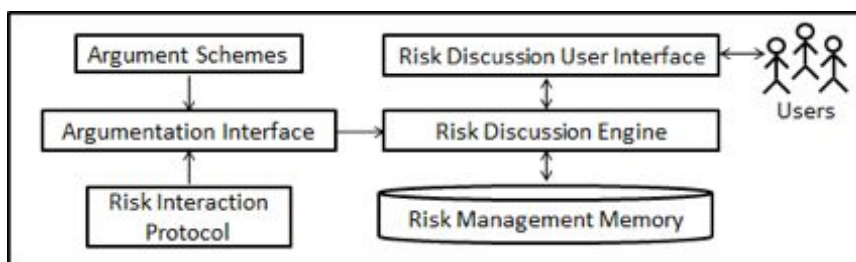 Argument Schemes
Risk Discussion User Interface
Users
Argumentation Interface
Risk Discussion Engine
Risk Interaction
Protocol
Risk Management Memory